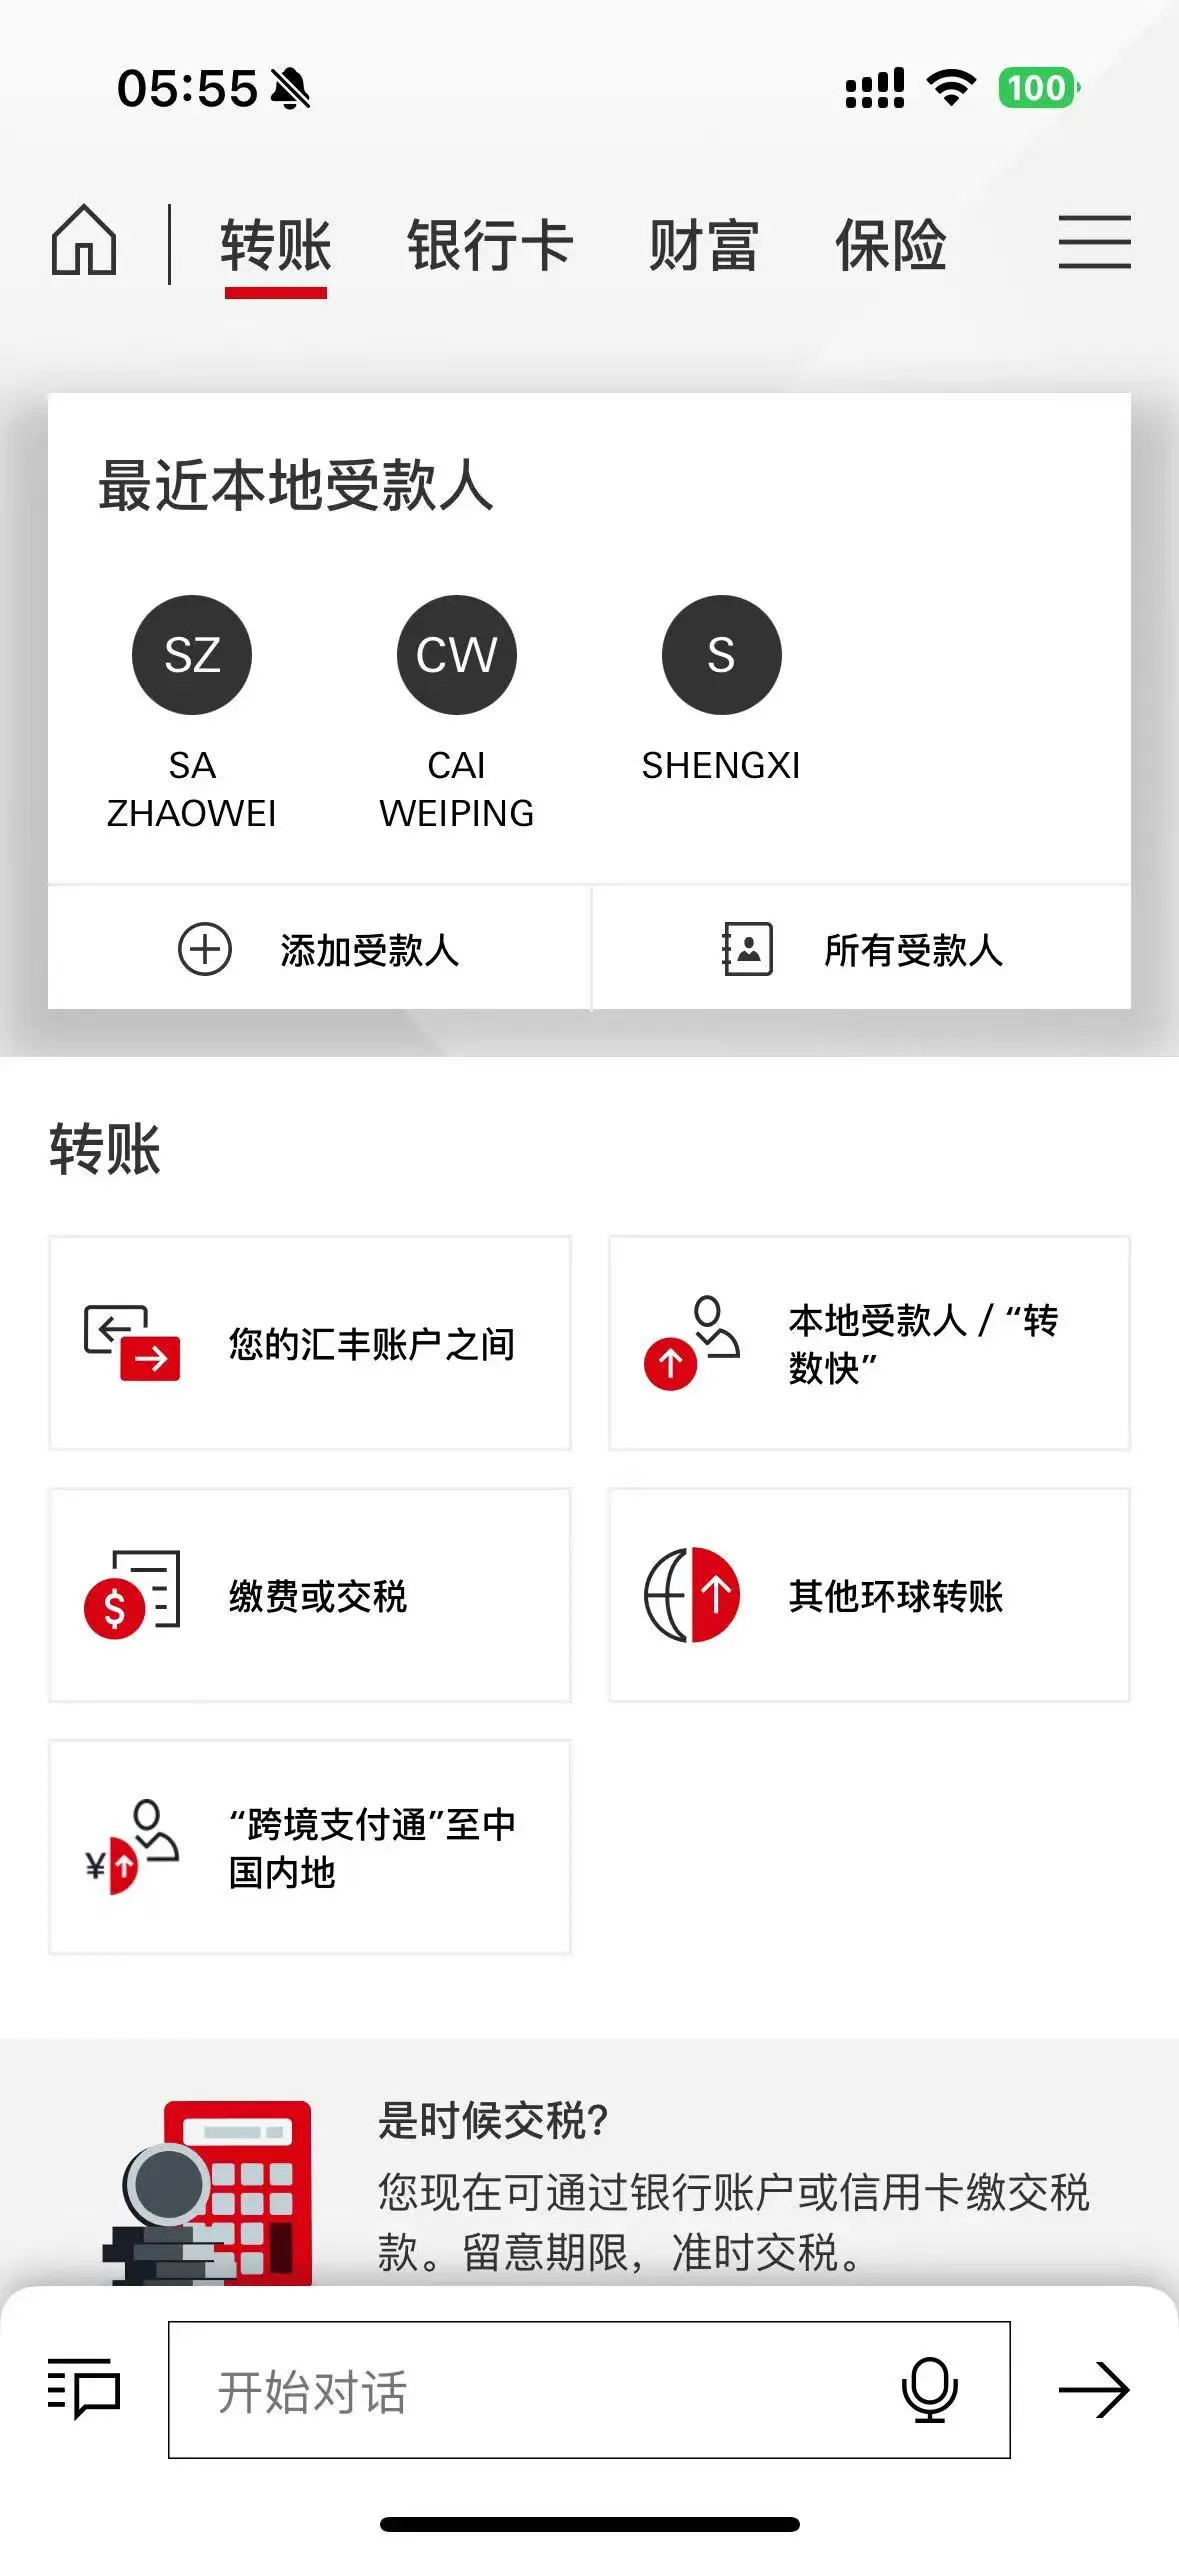 05:55
100
转账 银行卡 财富 保险
最近本地受款人
SZ CW S
SA CAI SHENGXI
ZHAOWEI WEIPING
添加受款人 所有受款人
转账
您的汇丰账户之间
本地受款人 / “转
数快”
缴费或交税
其他环球转账
“跨境支付通”至中
国内地
是时候交税?
您现在可通过银行账户或信用卡缴交税
款。留意期限，准时交税。
开始对话